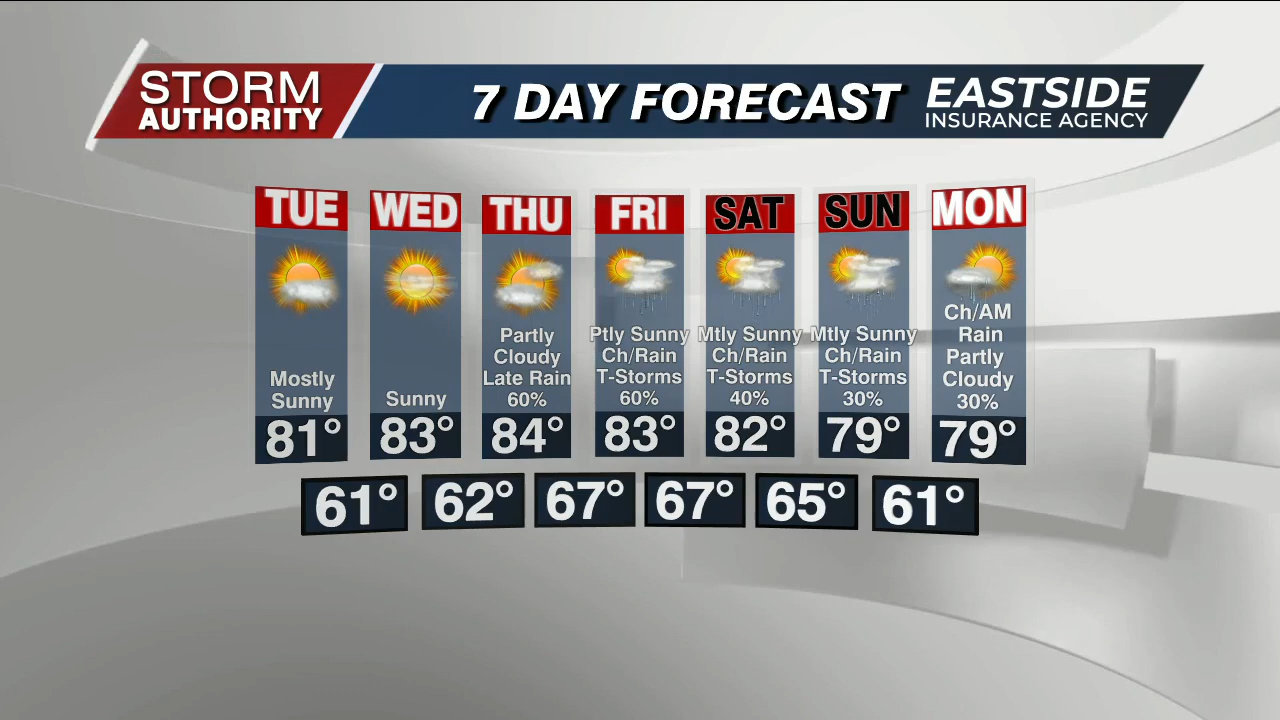 STORM
AUTHORITY
7 DAY FORECAST
EASTSIDE
INSURANCE AGENCY
TUE
Mostly
Sunny
81°
WED
Sunny
83°
THU
Partly
Cloudy
Late Rain
60%
84°
FRI
Ptly Sunny
Ch/Rain
T-Storms
60%
83°
SAT
Mtly Sunny
Ch/Rain
T-Storms
40%
82°
SUN
Mtly Sunny
Ch/Rain
T-Storms
30%
79°
MON
Ch/AM
Rain
Partly
Cloudy
30%
79°
61°
62°
67°
67°
65°
61°